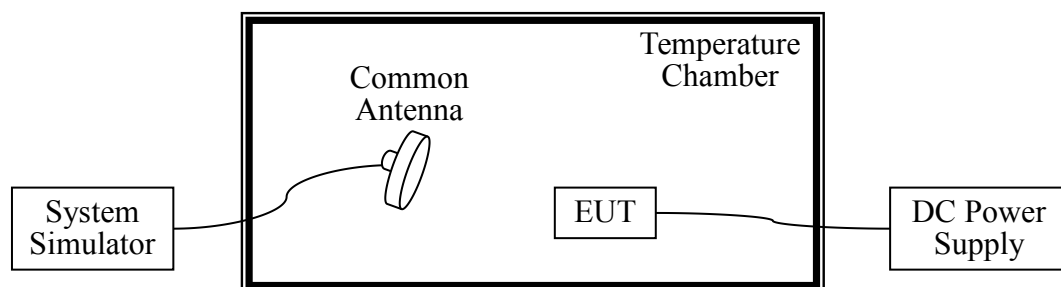 Temperature
Chamber
Common
Antenna
System
Simulator
EUT
DC Power
Supply